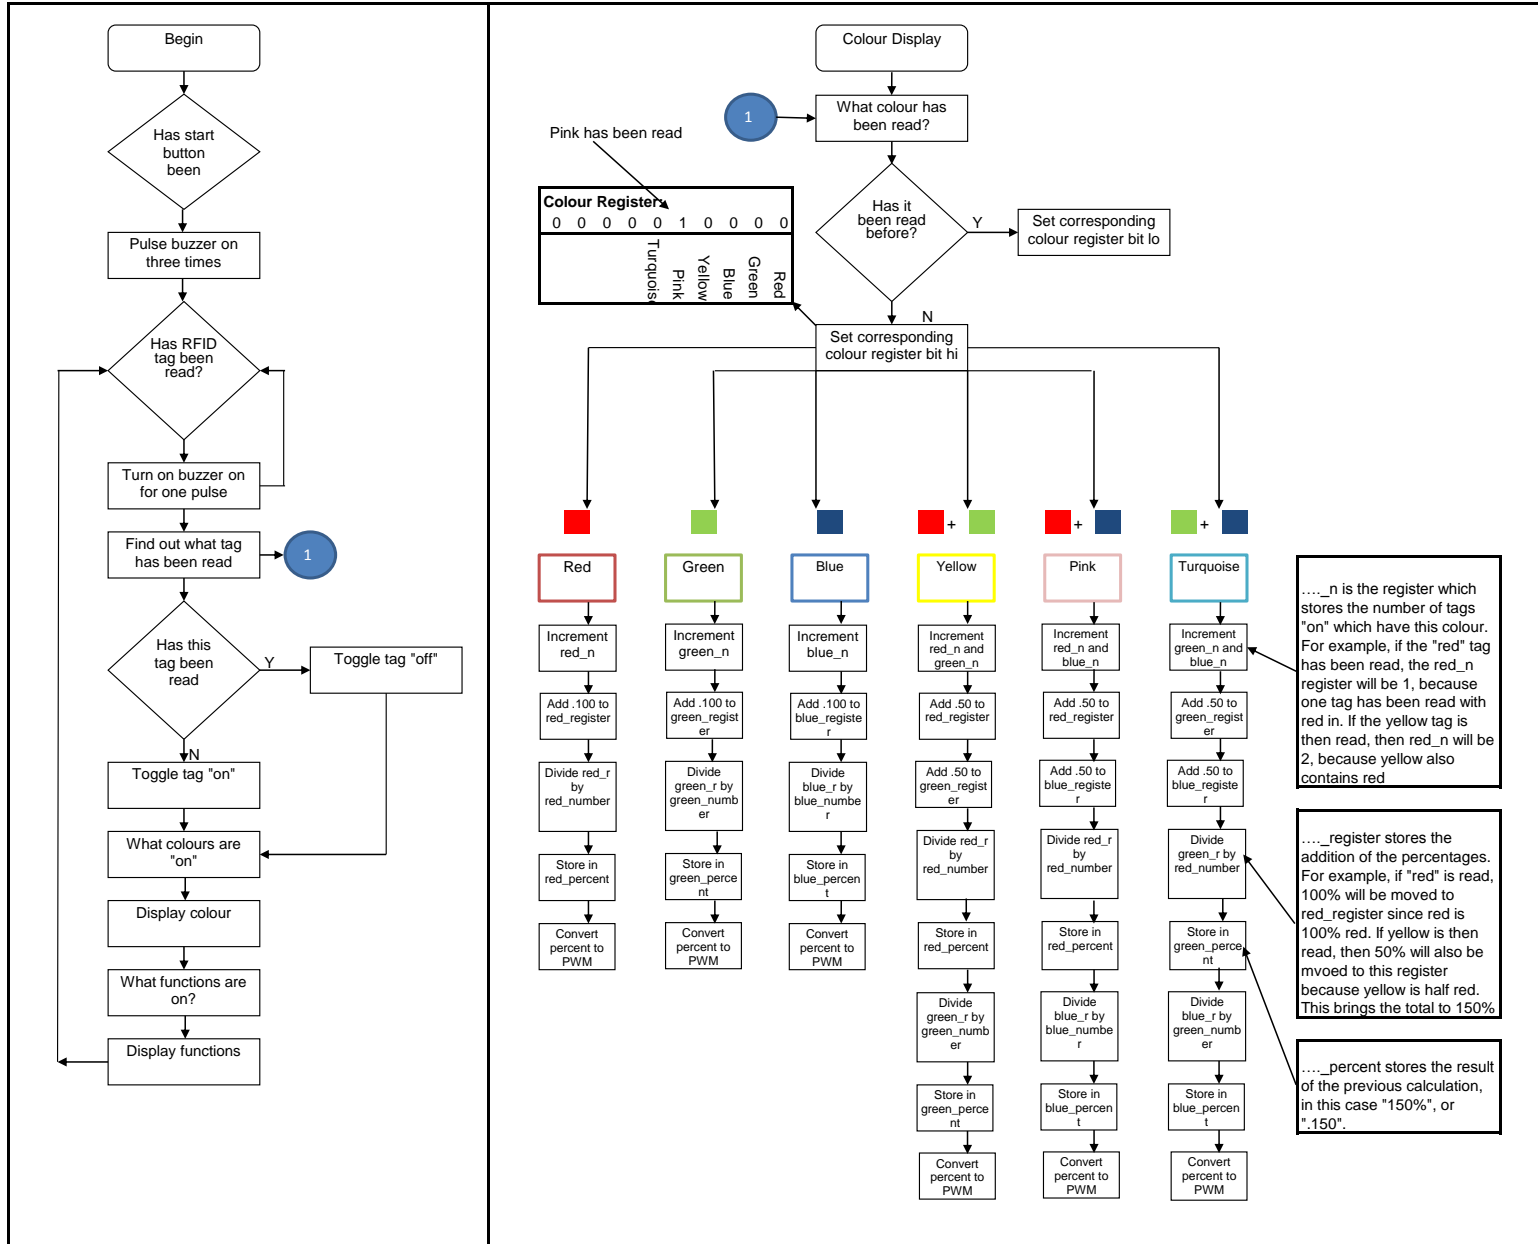 Begin
Has start
button
been
Pulse buzzer on
three times
Has RFID
tag been
read?
Turn on buzzer on
for one pulse
Find out what tag
has been read
1
Has this
tag been
read
Y
Toggle tag "off"
N
Toggle tag "on"
What colours are
"on"
Display colour
What functions are
on?
Display functions
Colour Display
1
What colour has
been read?
Pink has been read
Colour Register:
0 0 0 0 0 1 0 0 0 0
Turquoise
Pink
Yellow
Blue
Green
Red
Has it
been read
before?
Y
Set corresponding
colour register bit lo
N
Set corresponding
colour register bit hi
Red
Increment
red_n
Add .100 to
red_register
Divide red_r
by
red_number
Store in
red_percent
Convert
percent to
PWM
Green
Increment
green_n
Add .100 to
green_regist
er
Divide
green_r by
green_numb
er
Store in
green_perce
nt
Convert
percent to
PWM
Blue
Increment
blue_n
Add .100 to
blue_registe
r
Divide
blue_r by
blue_numbe
r
Store in
blue_percen
t
Convert
percent to
PWM
+
Yellow
Increment
red_n and
green_n
Add .50 to
red_register
Add .50 to
green_regist
er
Divide red_r
by
red_number
Store in
red_percent
Divide
green_r by
green_numb
er
Store in
green_perce
nt
Convert
percent to
PWM
+
Pink
Increment
red_n and
blue_n
Add .50 to
red_register
Add .50 to
blue_registe
r
Divide red_r
by
red_number
Store in
red_percent
Divide
blue_r by
blue_numbe
r
Store in
blue_percen
t
Convert
percent to
PWM
+
Turquoise
Increment
green_n and
blue_n
Add .50 to
green_regist
er
Add .50 to
blue_registe
r
Divide
green_r by
red_number
Store in
green_perce
nt
Divide
blue_r by
green_numb
er
Store in
blue_percen
t
Convert
percent to
PWM
…._n is the register which
stores the number of tags
"on" which have this colour.
For example, if the "red" tag
has been read, the red_n
register will be 1, because
one tag has been read with
red in. If the yellow tag is
then read, then red_n will be
2, because yellow also
contains red
…._register stores the
addition of the percentages.
For example, if "red" is read,
100% will be moved to
red_register since red is
100% red. If yellow is then
read, then 50% will also be
mvoed to this register
because yellow is half red.
This brings the total to 150%
…._percent stores the result
of the previous calculation,
in this case "150%", or
".150".